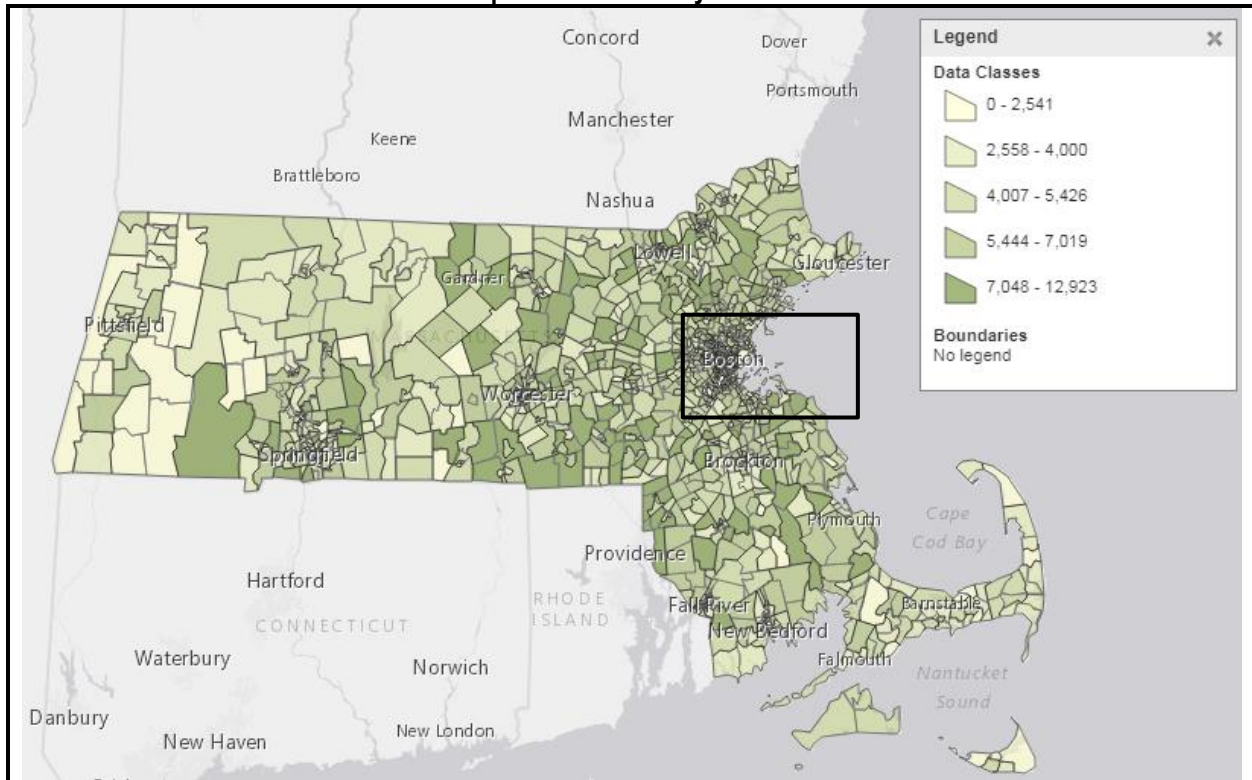 Concord
Dover
Portsmouth
Manchester
Keene
Brattleboro
Nashua
Lowell
Gloucester
Gardner
Pittsfield
Boston
Worcester
Springfield
Brockton
Plymouth
Cape
Cod Bay
Providence
Hartford
RHODE
ISLAND
Fall River
Barnstable
CONNECTICUT
New Bedford
Waterbury
Norwich
Falmouth
Nantucket
Sound
Danbury
New London
New Haven
Legend
Data Classes
0 - 2,541
2,558 - 4,000
4,007 - 5,426
5,444 - 7,019
7,048 - 12,923
Boundaries
No legend